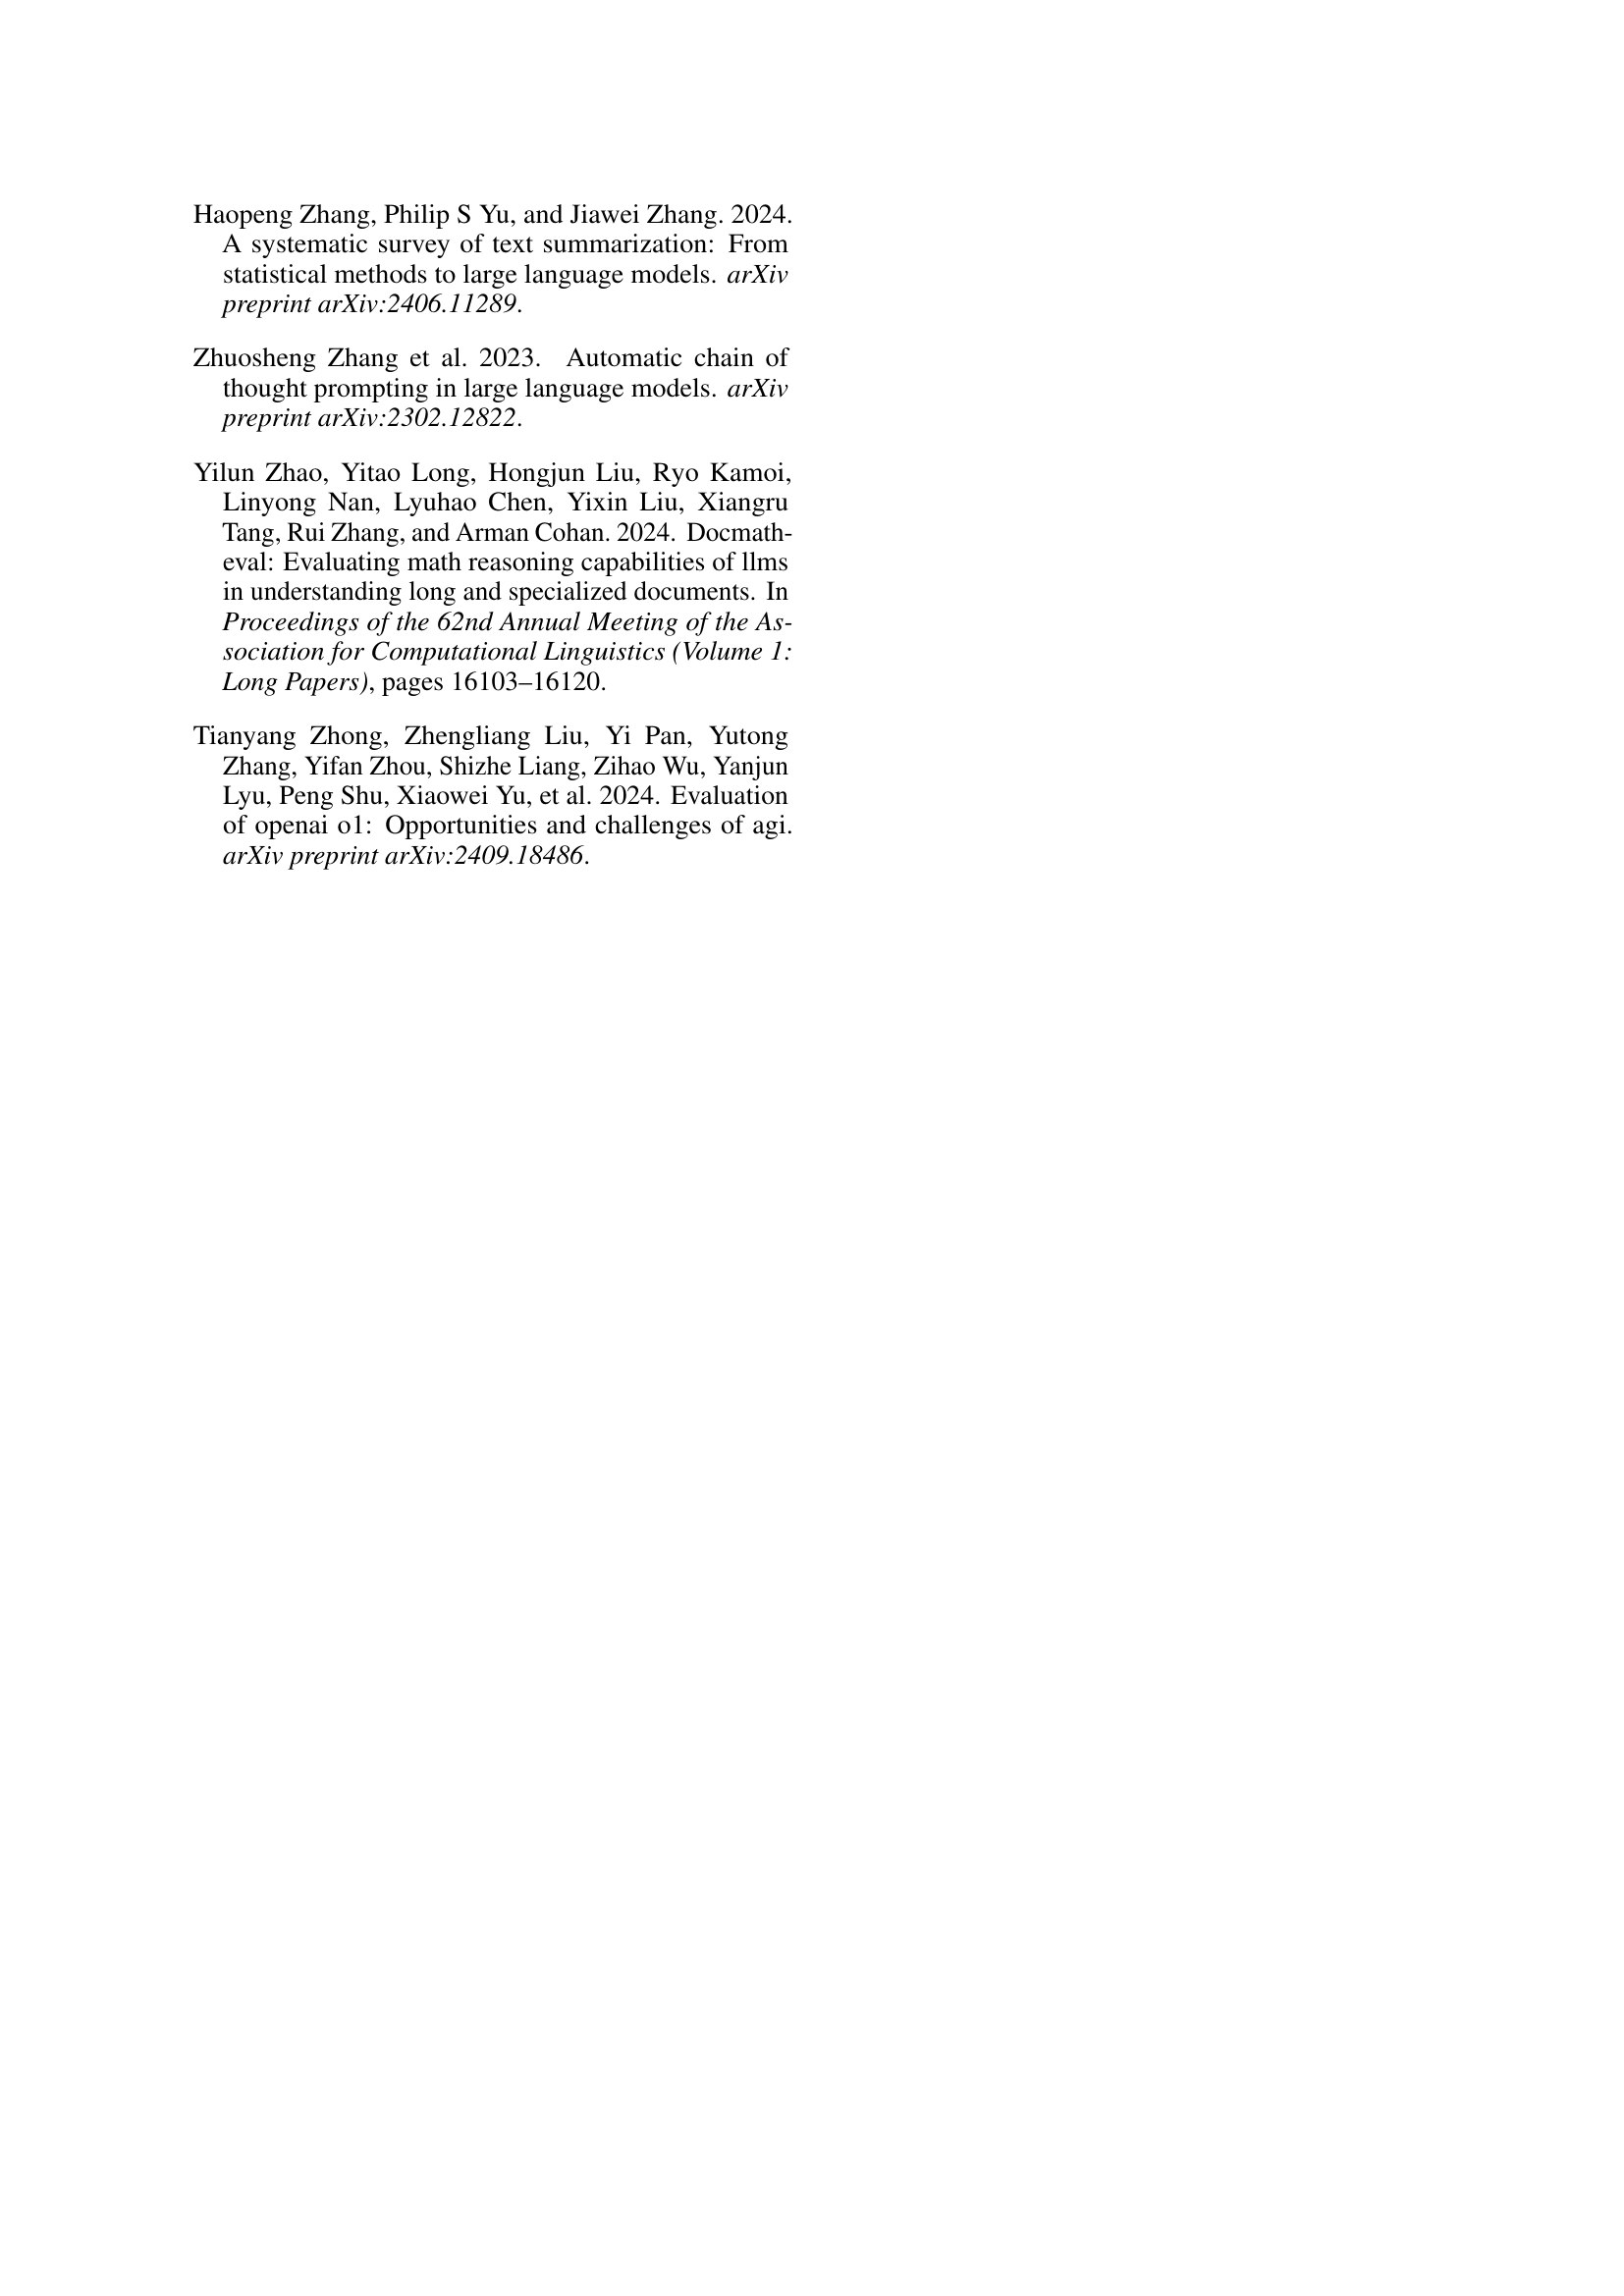 Haopeng Zhang, Philip S Yu, and Jiawei Zhang. 2024.
A systematic survey of text summarization: From
statistical methods to large language models. arXiv
preprint arXiv:2406.11289.
Zhuosheng Zhang et al. 2023. Automatic chain of
thought prompting in large language models. arXiv
preprint arXiv:2302.12822.
Yilun Zhao, Yitao Long, Hongjun Liu, Ryo Kamoi,
Linyong Nan, Lyuhao Chen, Yixin Liu, Xiangru
Tang, Rui Zhang, and Arman Cohan. 2024. Docmath-
eval: Evaluating math reasoning capabilities of llms
in understanding long and specialized documents. In
Proceedings of the 62nd Annual Meeting of the As-
sociation for Computational Linguistics (Volume 1:
Long Papers), pages 16103–16120.
Tianyang Zhong, Zhengliang Liu, Yi Pan, Yutong
Zhang, Yifan Zhou, Shizhe Liang, Zihao Wu, Yanjun
Lyu, Peng Shu, Xiaowei Yu, et al. 2024. Evaluation
of openai o1: Opportunities and challenges of agi.
arXiv preprint arXiv:2409.18486.